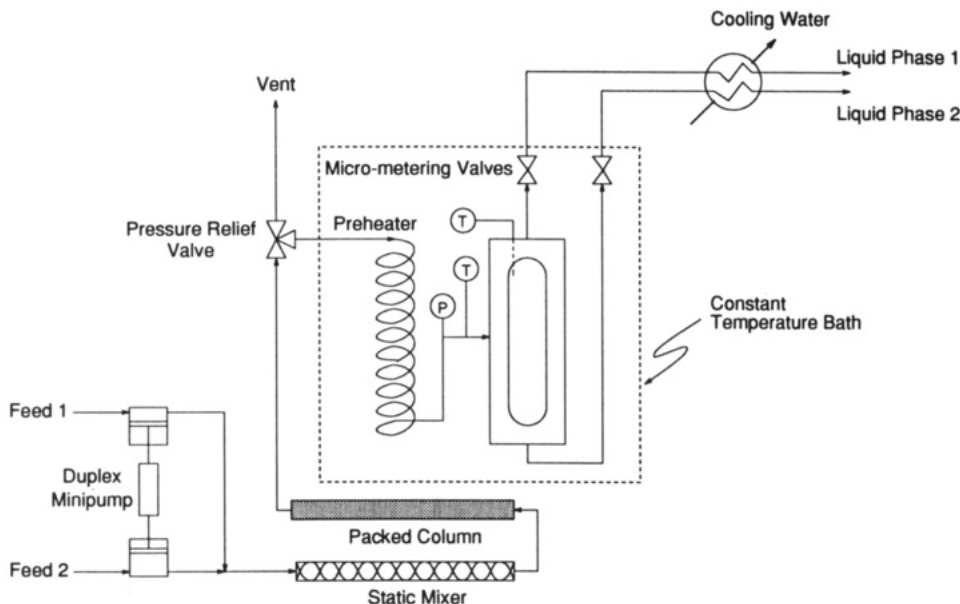 Cooling Water
Liquid Phase 1
Liquid Phase 2
Vent
Micro-metering Valves
Pressure Relief
Valve
Preheater
T
T
P
Constant
Temperature Bath
Feed 1
Duplex
Minipump
Feed 2
Packed Column
Static Mixer